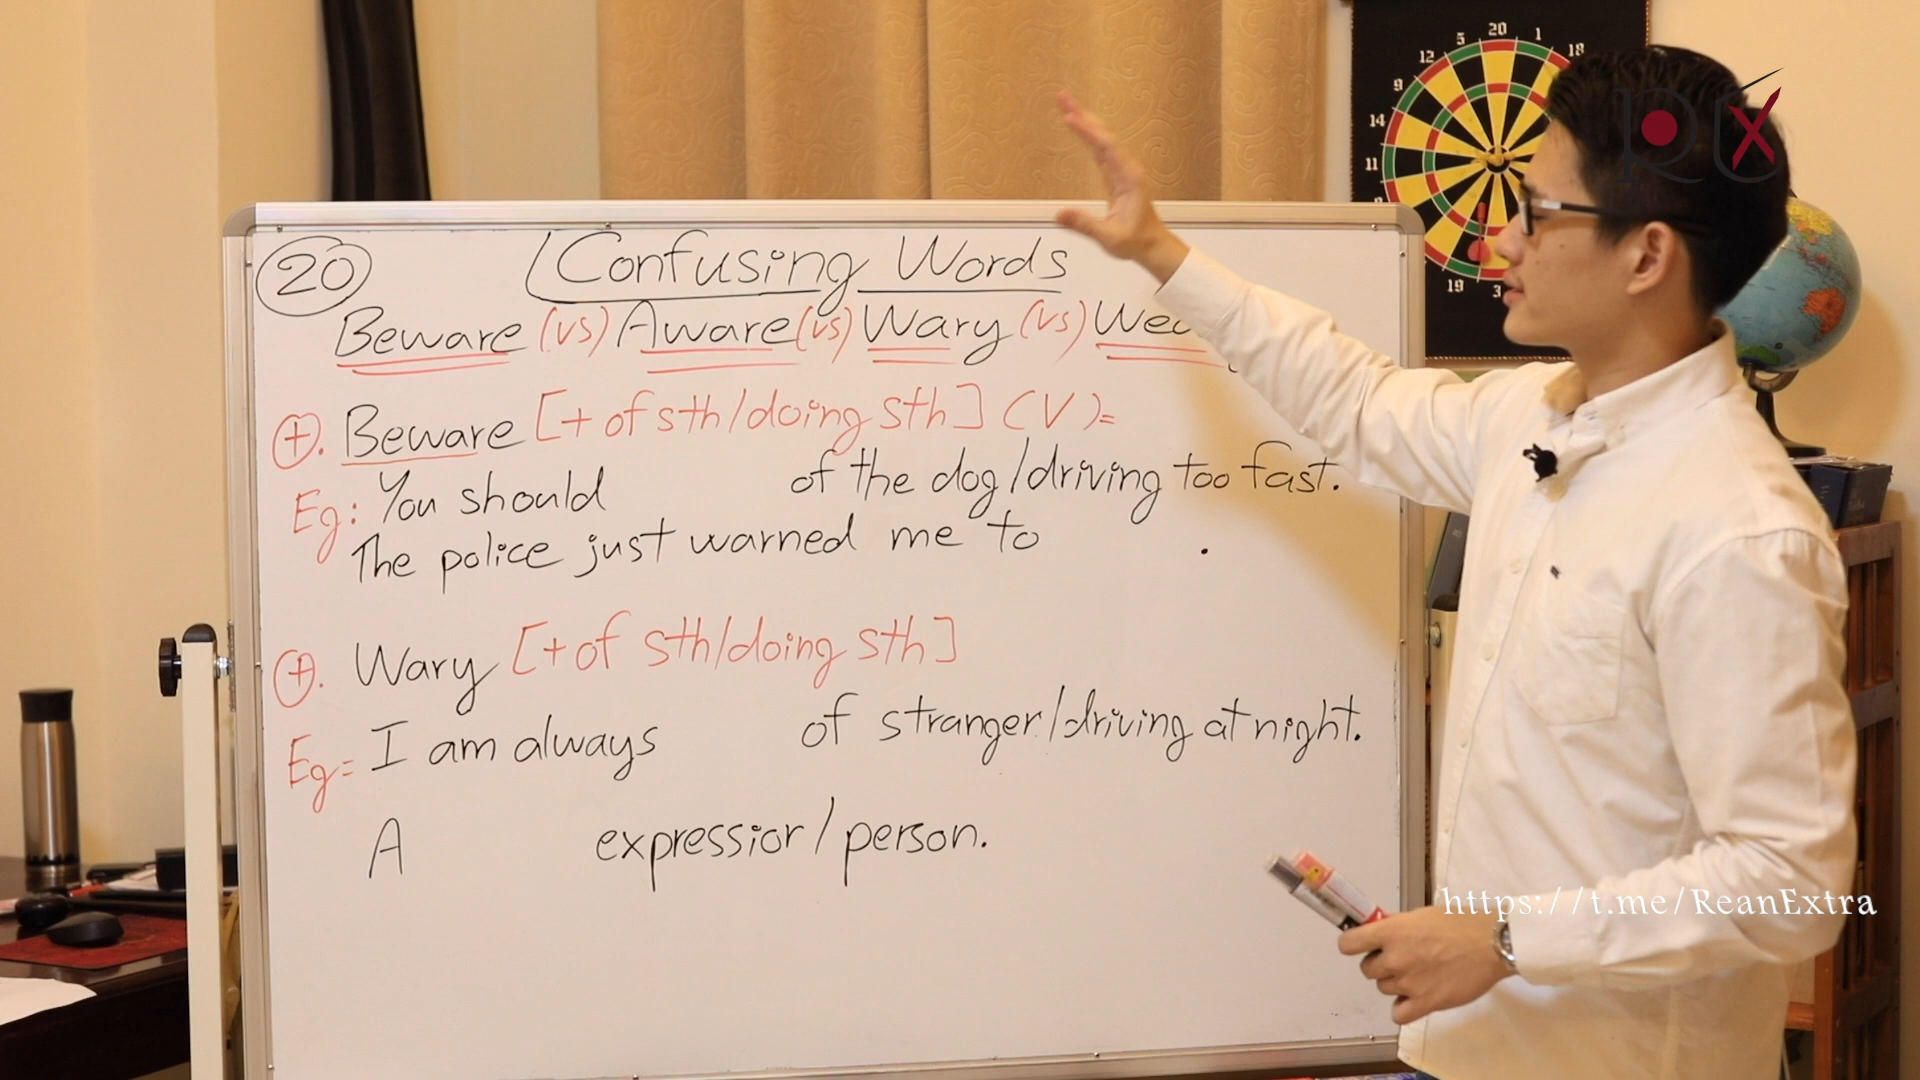 20 Confusing Words
Beware (vs) Aware (vs) Wary (vs)
+. Beware [+ of sth/doing sth] (V)=
Eg: You should of the dog/driving too fast.
The police just warned me to .
+. Wary [+ of sth/doing sth]
Eg= I am always of stranger/driving at night.
A expression/person.
20 1 18
5
12
9
14
11
19 3
https://t.me/ReanExtra